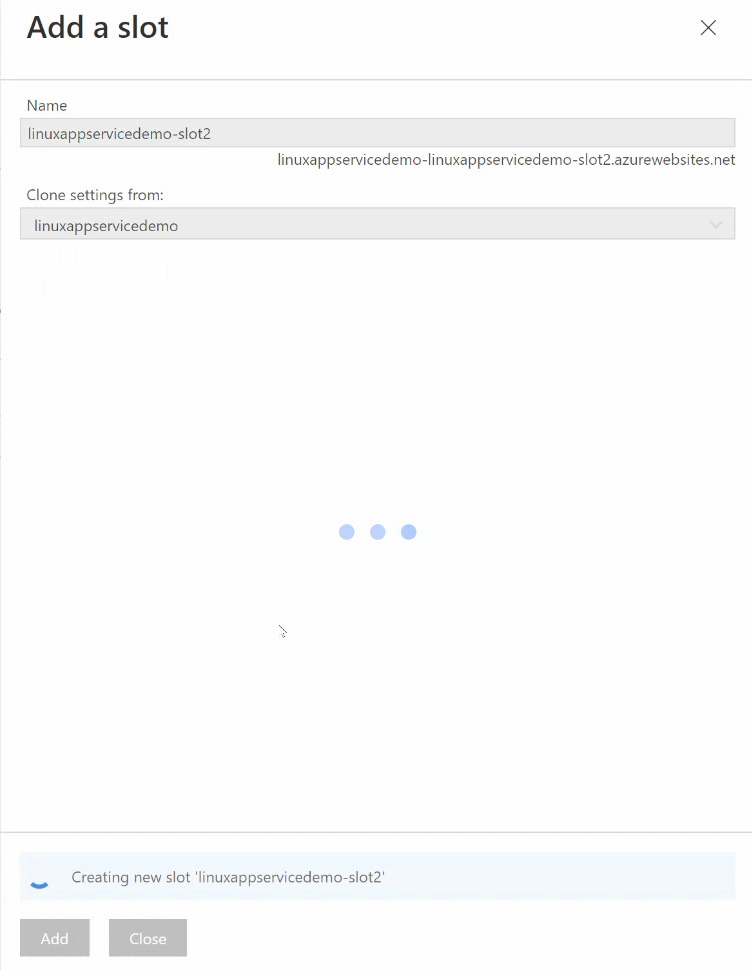 Add a slot
Name
linuxappservicedemo-slot2
linuxappservicedemo-linuxappservicedemo-slot2.azurewebsites.net
Clone settings from:
linuxappservicedemo
Creating new slot 'linuxappservicedemo-slot2'
Add
Close